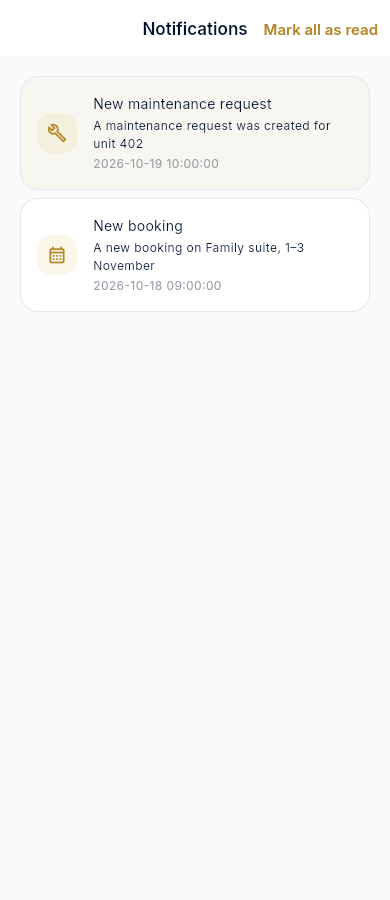 Notifications Mark all as read
New maintenance request
A maintenance request was created for
unit 402
2026-10-19 10:00:00
New booking
A new booking on Family suite, 1–3
November
2026-10-18 09:00:00